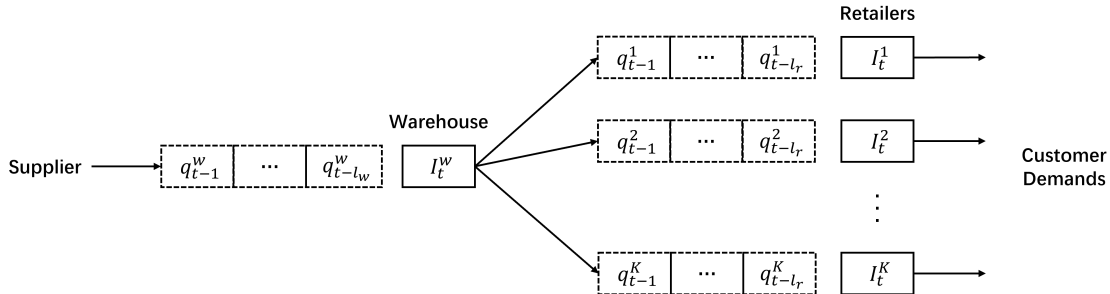 Retailers
q^1_{t-1} ... q^1_{t-l_r} I^1_t
Warehouse
q^2_{t-1} ... q^2_{t-l_r} I^2_t
Supplier q^w_{t-1} ... q^w_{t-l_w} I^w_t
Customer
Demands
⋮
q^K_{t-1} ... q^K_{t-l_r} I^K_t